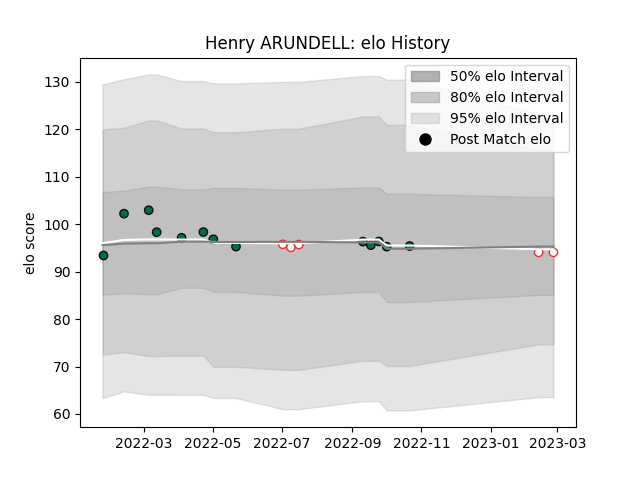 Henry ARUNDELL: elo History
50% elo Interval
80% elo Interval
95% elo Interval
Post Match elo
elo score
130
120
110
100
90
80
70
60
2022-03 2022-05 2022-07 2022-09 2022-11 2023-01 2023-03